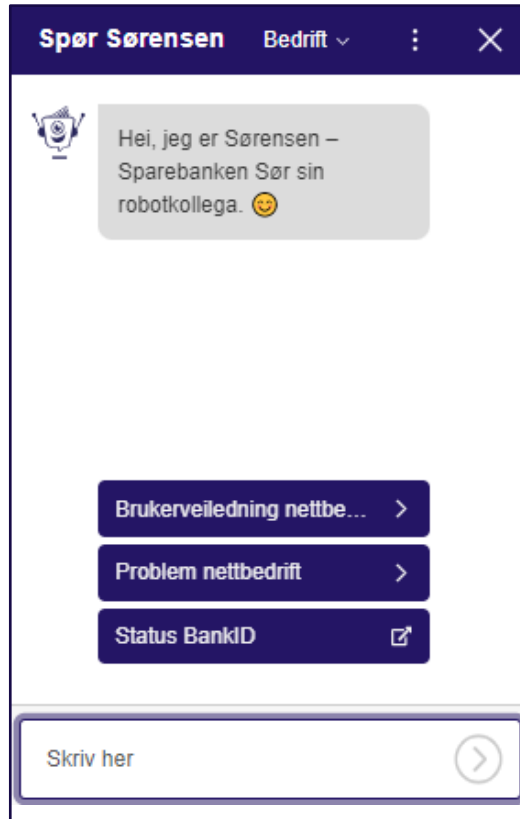 Spør Sørensen Bedrift
Hei, jeg er Sørensen –
Sparebanken Sør sin
robotkollega. 😊
Brukerveiledning nettbe...
Problem nettbedrift
Status BankID
Skriv her